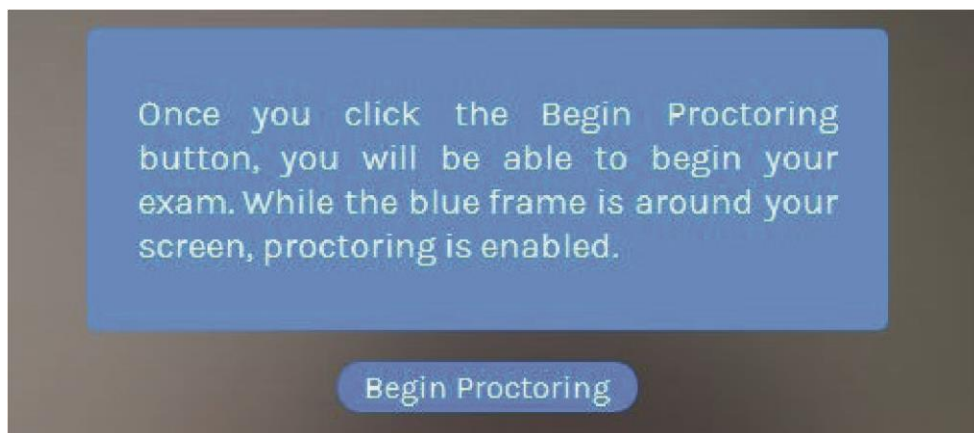 Once you click the Begin Proctoring
button, you will be able to begin your
exam. While the blue frame is around your
screen, proctoring is enabled.
Begin Proctoring